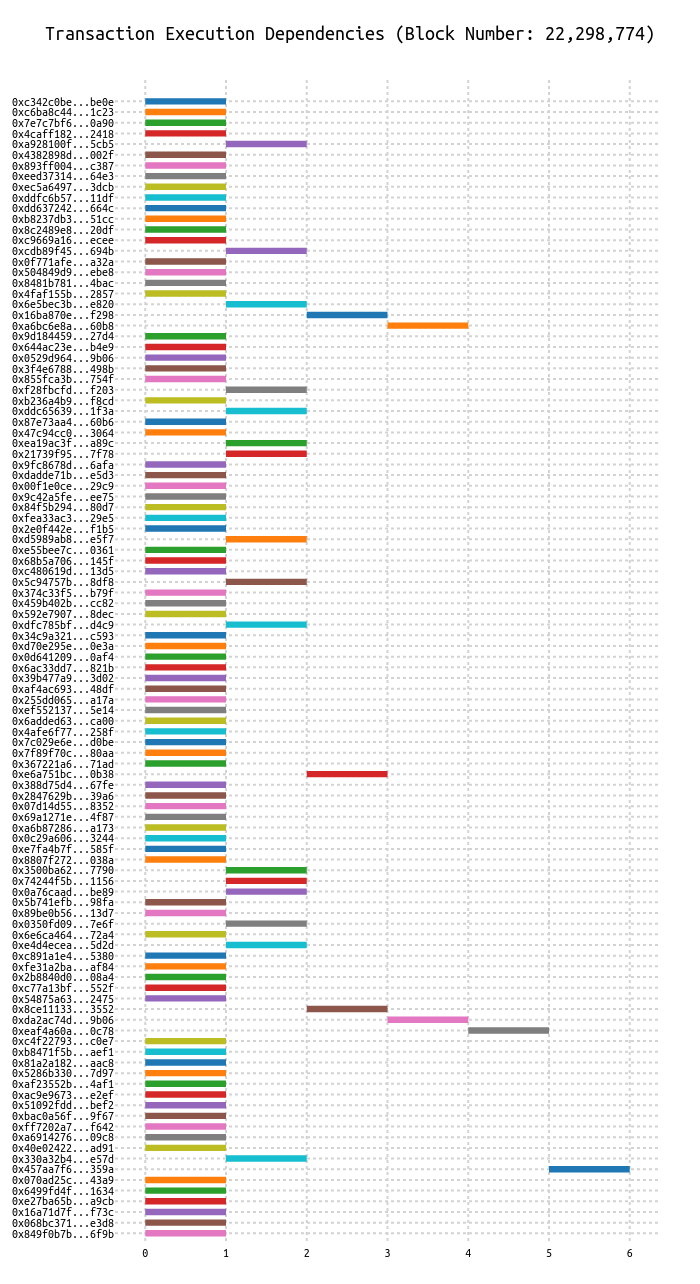 Transaction Execution Dependencies (Block Number: 22,298,774)
0xc342c0be...be0e
0xc6ba8c44...1c23
0x7e7c7bf6...0a90
0x4caff182...2418
0xa928100f...5cb5
0x4382898d...002f
0x893ff004...c387
0xeed37314...64e3
0xec5a6497...3dcb
0xddfc6b57...11df
0xdd637242...664c
0xb8237db3...51cc
0x8c2489e8...20df
0xc9669a16...ecee
0xcdb89f45...694b
0x0f771afe...a32a
0x504849d9...ebe8
0x8481b781...4bac
0x4faf155b...2857
0x6e5bec3b...e820
0x16ba870e...f298
0xa6bc6e8a...60b8
0x9d184459...27d4
0x644ac23e...b4e9
0x0529d964...9b06
0x3f4e6788...498b
0x855fca3b...754f
0xf28fbcfd...f203
0xb236a4b9...f8cd
0xddc65639...1f3a
0x87e73aa4...60b6
0x47c94cc0...3064
0xea19ac3f...a89c
0x21739f95...7f78
0x9fc8678d...6afa
0xdadde71b...e5d3
0x00f1e0ce...29c9
0x9c42a5fe...ee75
0x84f5b294...80d7
0xfea33ac3...29e5
0x2e0f442e...f1b5
0xd5989ab8...e5f7
0xe55bee7c...0361
0x68b5a706...145f
0xc480619d...13d5
0x5c94757b...8df8
0x374c33f5...b79f
0x459b402b...cc82
0x592e7907...8dec
0xdfc785bf...d4c9
0x34c9a321...c593
0xd70e295e...0e3a
0x0d641209...0af4
0x6ac33dd7...821b
0x39b477a9...3d02
0xaf4ac693...48df
0x255dd065...a17a
0xef552137...5e14
0x6added63...ca00
0x4afe6f77...258f
0x7c029e6e...d0be
0x7f89f70c...80aa
0x367221a6...71ad
0xe6a751bc...0b38
0x388d75d4...67fe
0x2847629b...39a6
0x07d14d55...8352
0x69a1271e...4f87
0xa6b87286...a173
0x0c29a606...3244
0xe7fa4b7f...585f
0x8807f272...038a
0x3500ba62...7790
0x74244f5b...1156
0x0a76caad...be89
0x5b741efb...98fa
0x89be0b56...13d7
0x0350fd09...7e6f
0x6e6ca464...72a4
0xe4d4ecea...5d2d
0xc891a1e4...5380
0xfe31a2ba...af84
0x2b8840d0...08a4
0xc77a13bf...552f
0x54875a63...2475
0x8ce11133...3552
0xda2ac74d...9b06
0xeaf4a60a...0c78
0xc4f22793...c0e7
0xb8471f5b...aef1
0x81a2a182...aac8
0x5286b330...7d97
0xaf23552b...4af1
0xac9e9673...e2ef
0x51092fdd...bef2
0xbac0a56f...9f67
0xff7202a7...f642
0xa6914276...09c8
0x40e02422...ad91
0x330a32b4...e57d
0x457aa7f6...359a
0x070ad25c...43a9
0x6499fd4f...1634
0xe27ba65b...a9cb
0x16a71d7f...f73c
0x068bc371...e3d8
0x849f0b7b...6f9b
0 1 2 3 4 5 6